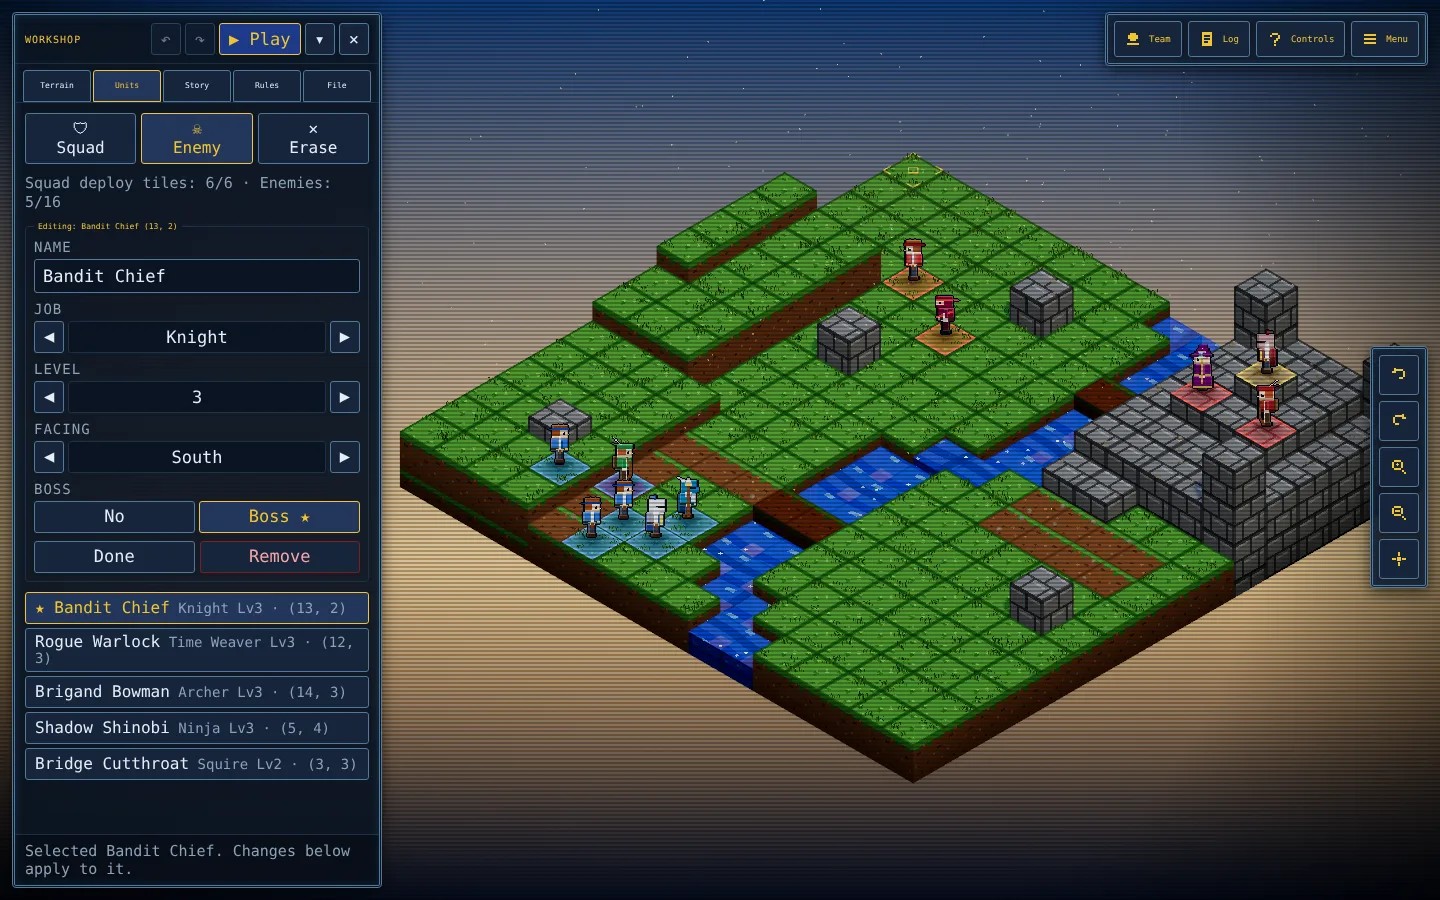 WORKSHOP
↶ ↷ ▶ Play ▼ ✕
Team Log Controls Menu
Terrain Units Story Rules File
Squad Enemy Erase
Squad deploy tiles: 6/6 · Enemies:
5/16
Editing: Bandit Chief (13, 2)
NAME
Bandit Chief
JOB
◀ Knight ▶
LEVEL
◀ 3 ▶
FACING
◀ South ▶
BOSS
No Boss ★
Done Remove
★ Bandit Chief Knight Lv3 · (13, 2)
Rogue Warlock Time Weaver Lv3 · (12,
3)
Brigand Bowman Archer Lv3 · (14, 3)
Shadow Shinobi Ninja Lv3 · (5, 4)
Bridge Cutthroat Squire Lv2 · (3, 3)
Selected Bandit Chief. Changes below
apply to it.